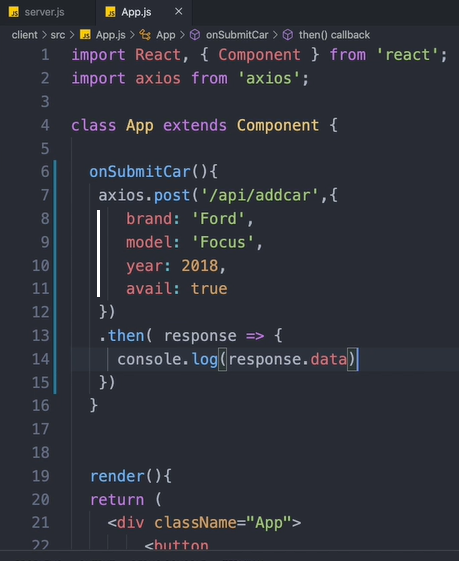 JS server.js JS App.js ×
client > src > JS App.js > App > onSubmitCar > then() callback
1 import React, { Component } from 'react';
2 import axios from 'axios';
3
4 class App extends Component {
5
6 onSubmitCar(){
7 axios.post('/api/addcar',{
8 brand: 'Ford',
9 model: 'Focus',
10 year: 2018,
11 avail: true
12 })
13 .then( response => {
14 console.log(response.data)
15 })
16 }
17
18
19 render(){
20 return (
21 <div className="App">
22 <button